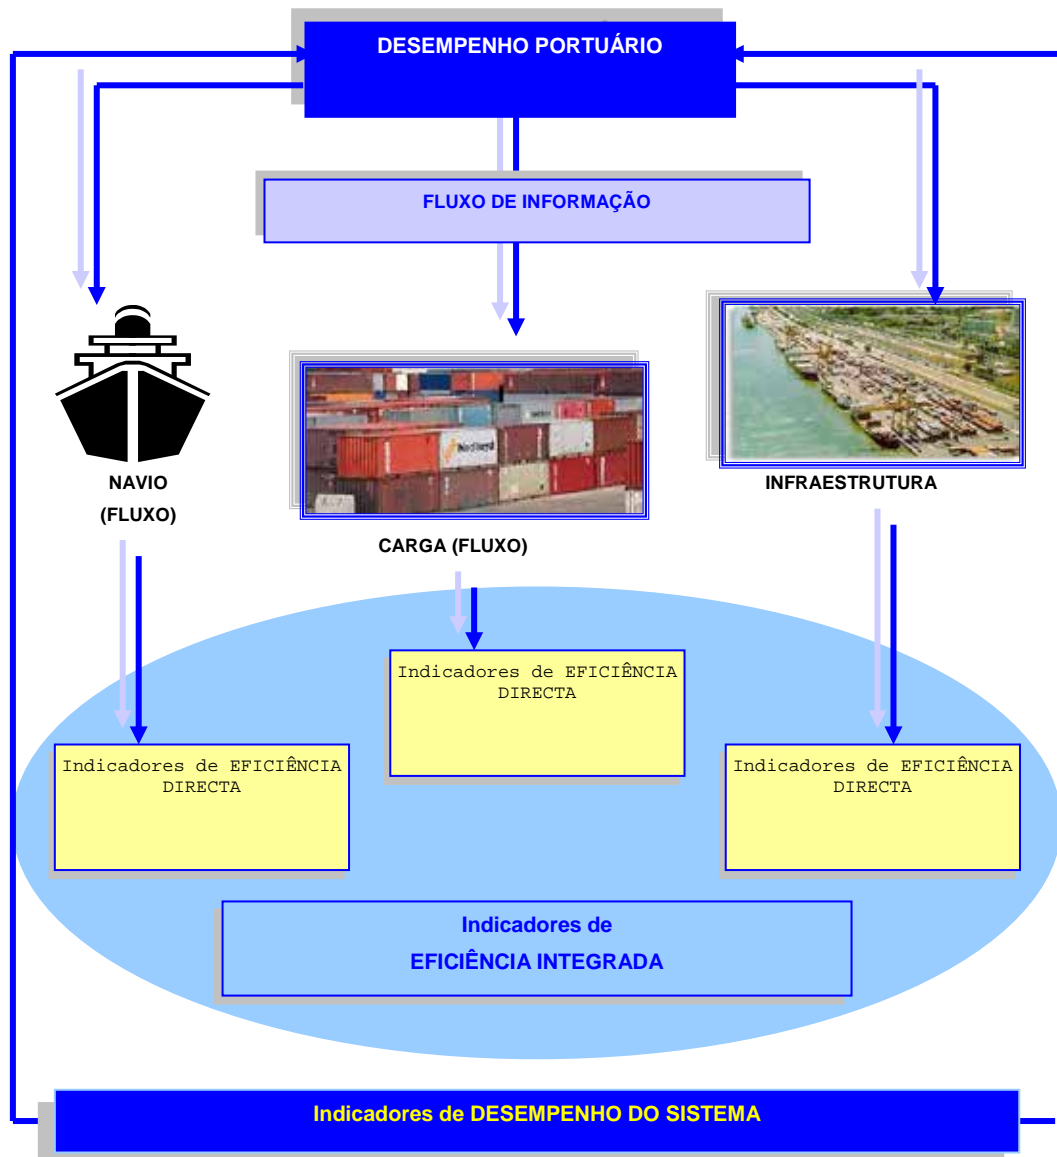 DESEMPENHO PORTUÁRIO
FLUXO DE INFORMAÇÃO
NAVIO
(FLUXO)
CARGA (FLUXO)
INFRAESTRUTURA
Indicadores de EFICIÊNCIA
DIRECTA
Indicadores de EFICIÊNCIA
DIRECTA
Indicadores de EFICIÊNCIA
DIRECTA
Indicadores de
EFICIÊNCIA INTEGRADA
Indicadores de DESEMPENHO DO SISTEMA